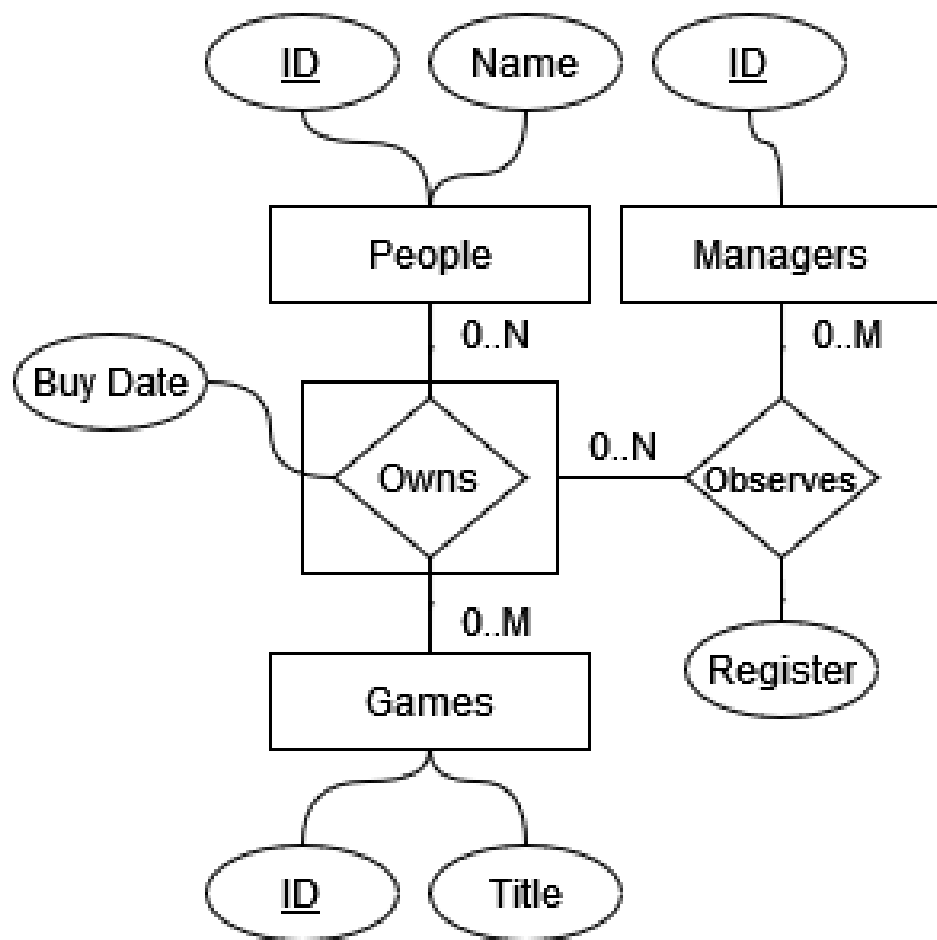 ID
Name
ID
People
Managers
0..N
0..M
Buy Date
Owns
0..N
Observes
0..M
Games
Register
ID
Title